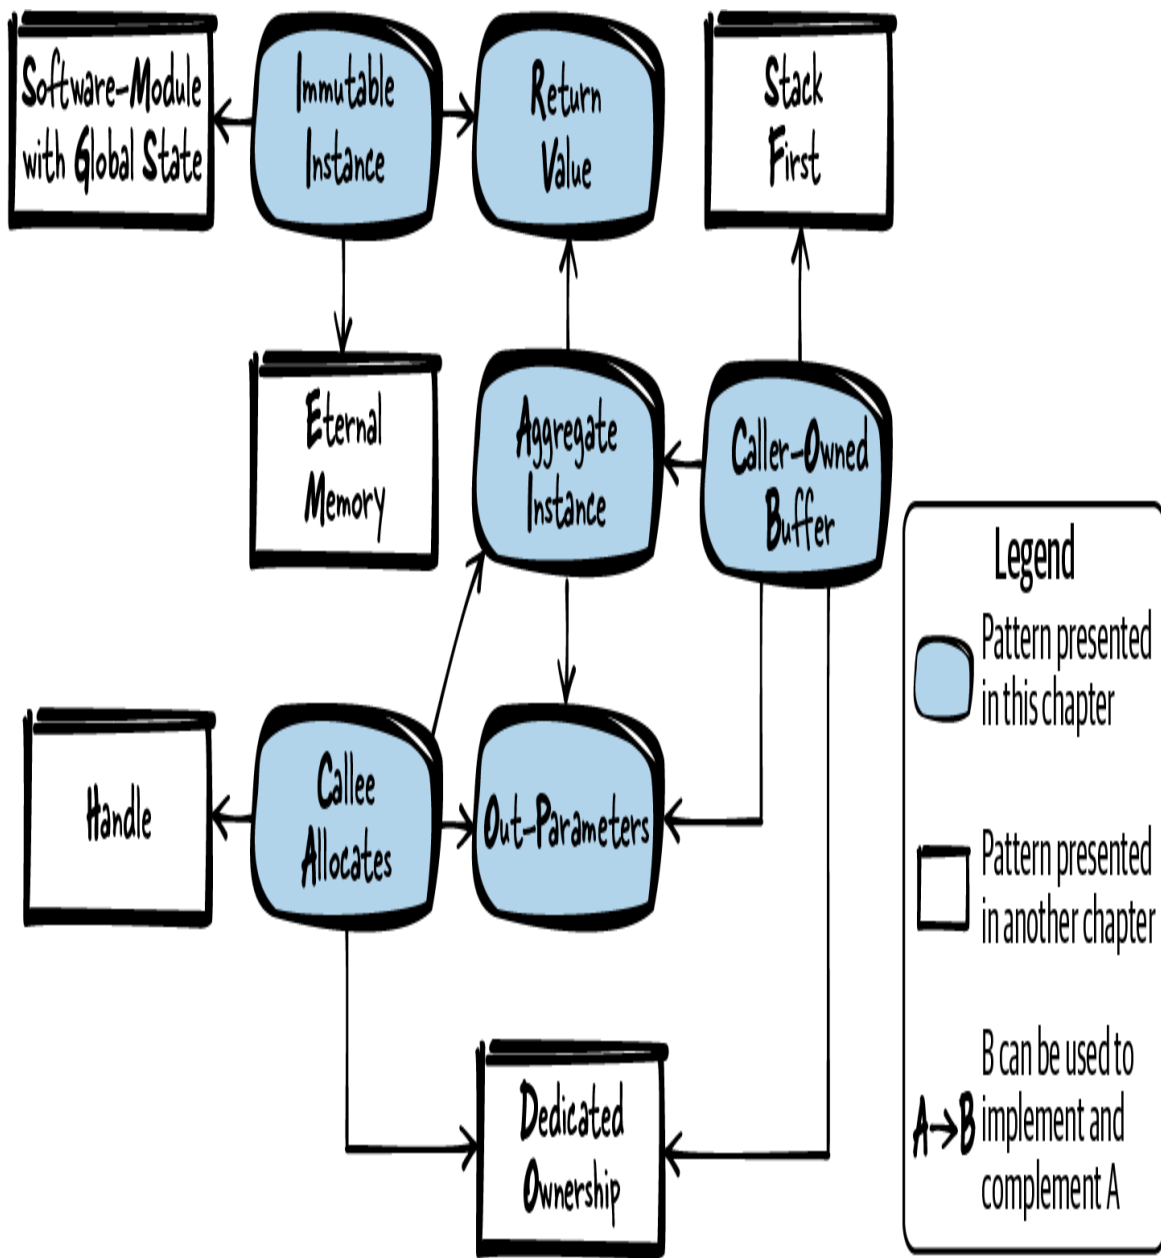 Software-Module
with Global State
Immutable
Instance
Return
Value
Stack
First
Eternal
Memory
Aggregate
Instance
Caller-Owned
Buffer
Handle
Callee
Allocates
Out-Parameters
Dedicated
Ownership
Legend
Pattern presented
in this chapter
Pattern presented
in another chapter
A→B
B can be used to
implement and
complement A